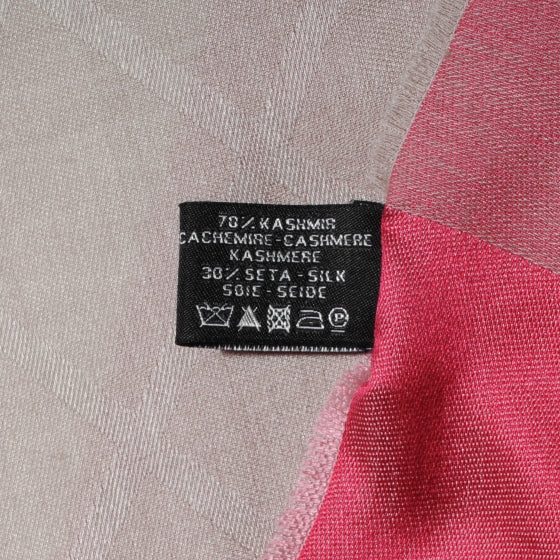 70% KASHMIR
CACHEMIRE-CASHMERE
KASHMERE
30% SETA - SILK
SOIE - SEIDE
P